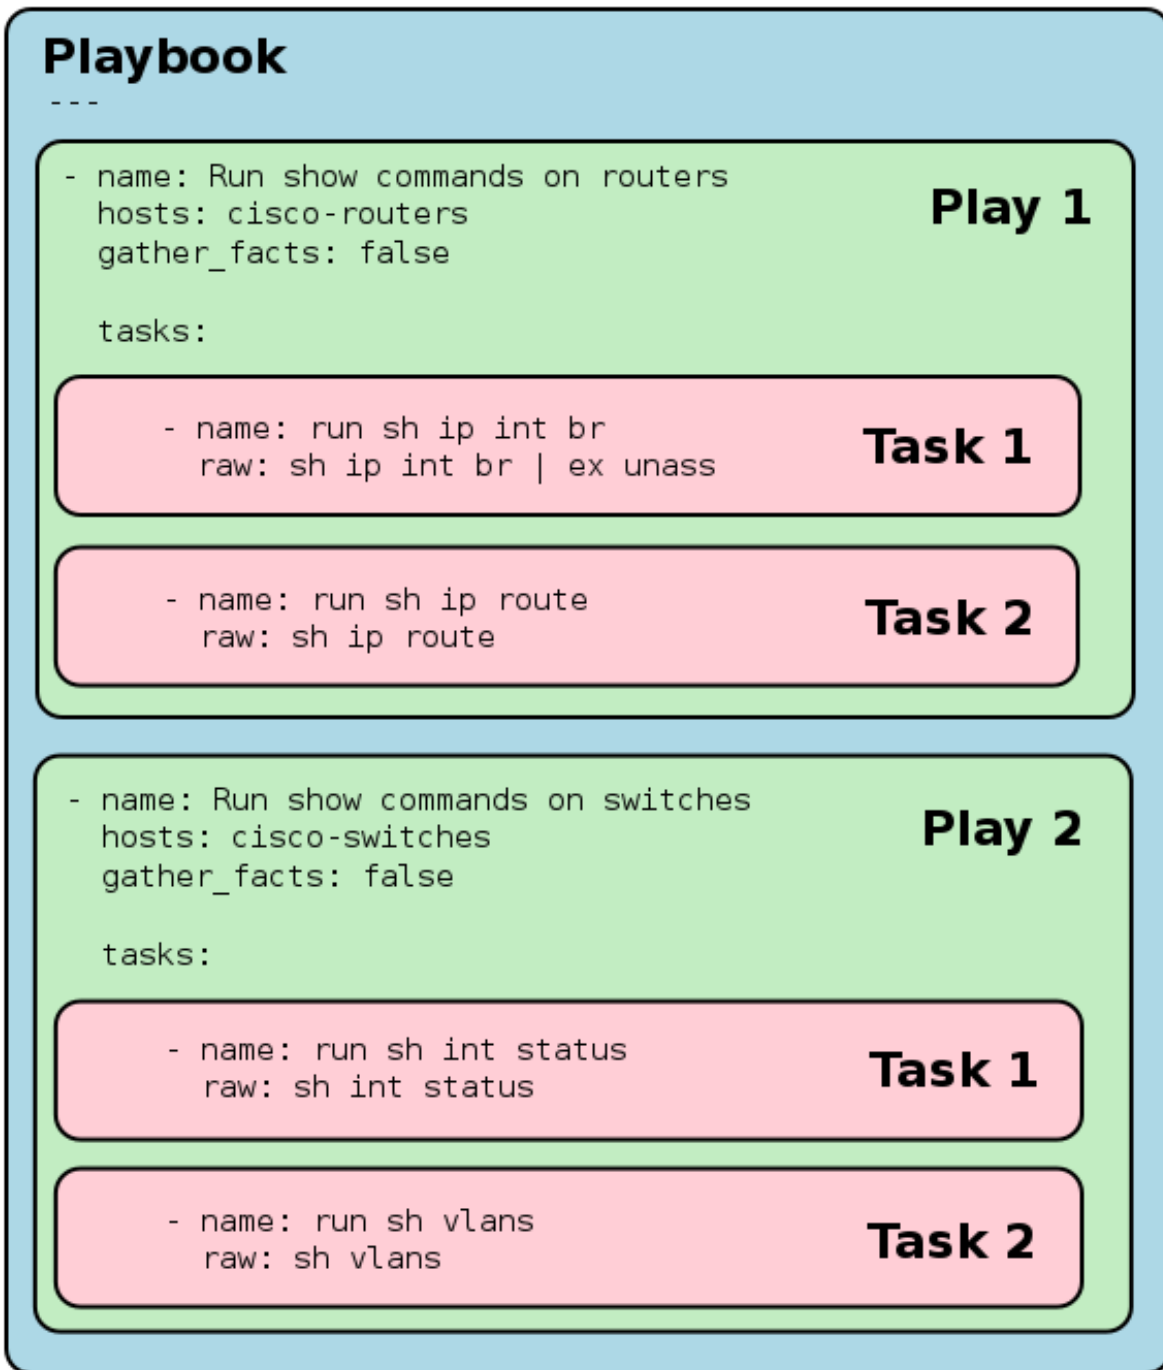 Playbook
---
- name: Run show commands on routers
  hosts: cisco-routers
  gather_facts: false
Play 1
  tasks:
    - name: run sh ip int br
      raw: sh ip int br | ex unass
Task 1
    - name: run sh ip route
      raw: sh ip route
Task 2
- name: Run show commands on switches
  hosts: cisco-switches
  gather_facts: false
Play 2
  tasks:
    - name: run sh int status
      raw: sh int status
Task 1
    - name: run sh vlans
      raw: sh vlans
Task 2